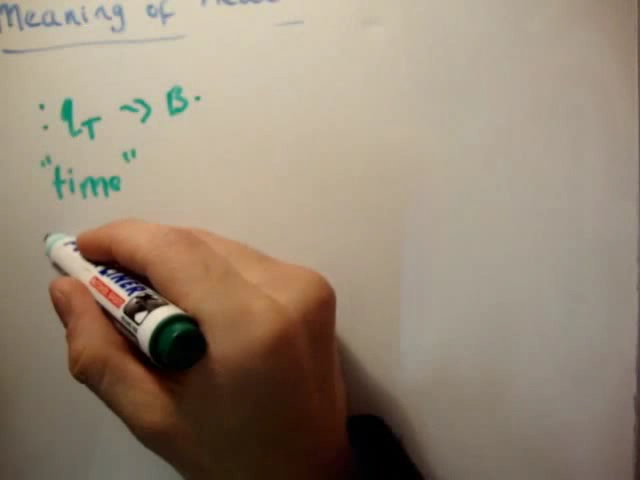 Meaning of
: q_T → B.
"time"